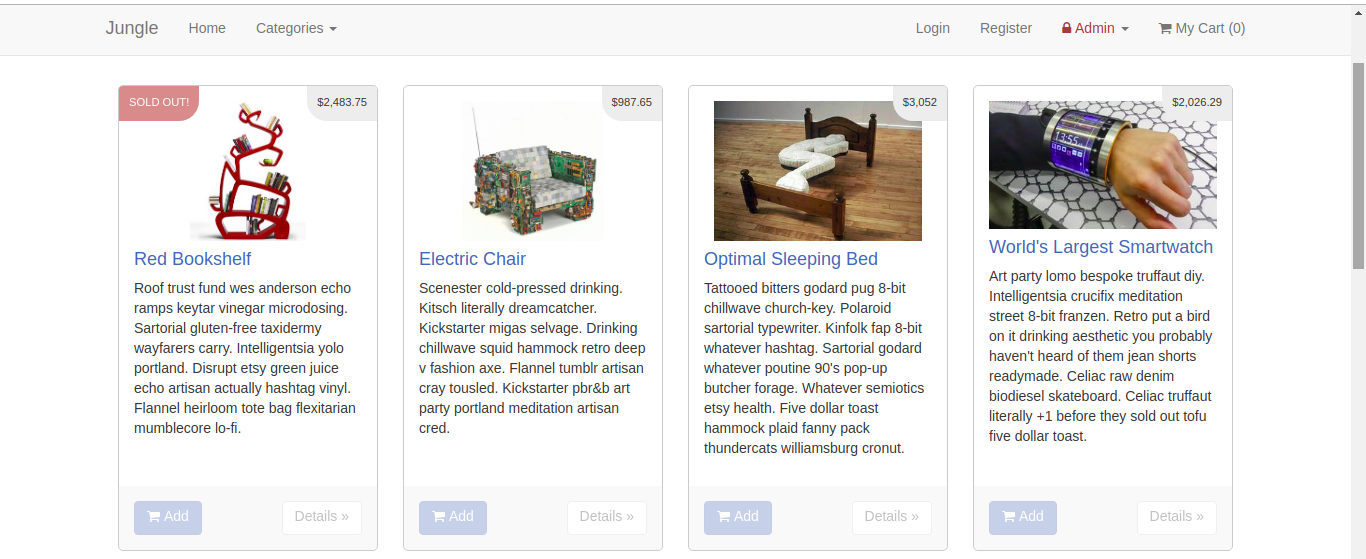 Jungle Home Categories Login Register Admin My Cart (0)
SOLD OUT! $2,483.75
Red Bookshelf
Roof trust fund wes anderson echo
ramps keytar vinegar microdosing.
Sartorial gluten-free taxidermy
wayfarers carry. Intelligentsia yolo
portland. Disrupt etsy green juice
echo artisan actually hashtag vinyl.
Flannel heirloom tote bag flexitarian
mumblecore lo-fi.
Add Details »
$987.65
Electric Chair
Scenester cold-pressed drinking.
Kitsch literally dreamcatcher.
Kickstarter migas selvage. Drinking
chillwave squid hammock retro deep
v fashion axe. Flannel tumblr artisan
cray tousled. Kickstarter pbr&b art
party portland meditation artisan
cred.
Add Details »
$3,052
Optimal Sleeping Bed
Tattooed bitters godard pug 8-bit
chillwave church-key. Polaroid
sartorial typewriter. Kinfolk fap 8-bit
whatever hashtag. Sartorial godard
whatever poutine 90's pop-up
butcher forage. Whatever semiotics
etsy health. Five dollar toast
hammock plaid fanny pack
thundercats williamsburg cronut.
Add Details »
$2,026.29
13:55
World's Largest Smartwatch
Art party lomo bespoke truffaut diy.
Intelligentsia crucifix meditation
street 8-bit franzen. Retro put a bird
on it drinking aesthetic you probably
haven't heard of them jean shorts
readymade. Celiac raw denim
biodiesel skateboard. Celiac truffaut
literally +1 before they sold out tofu
five dollar toast.
Add Details »